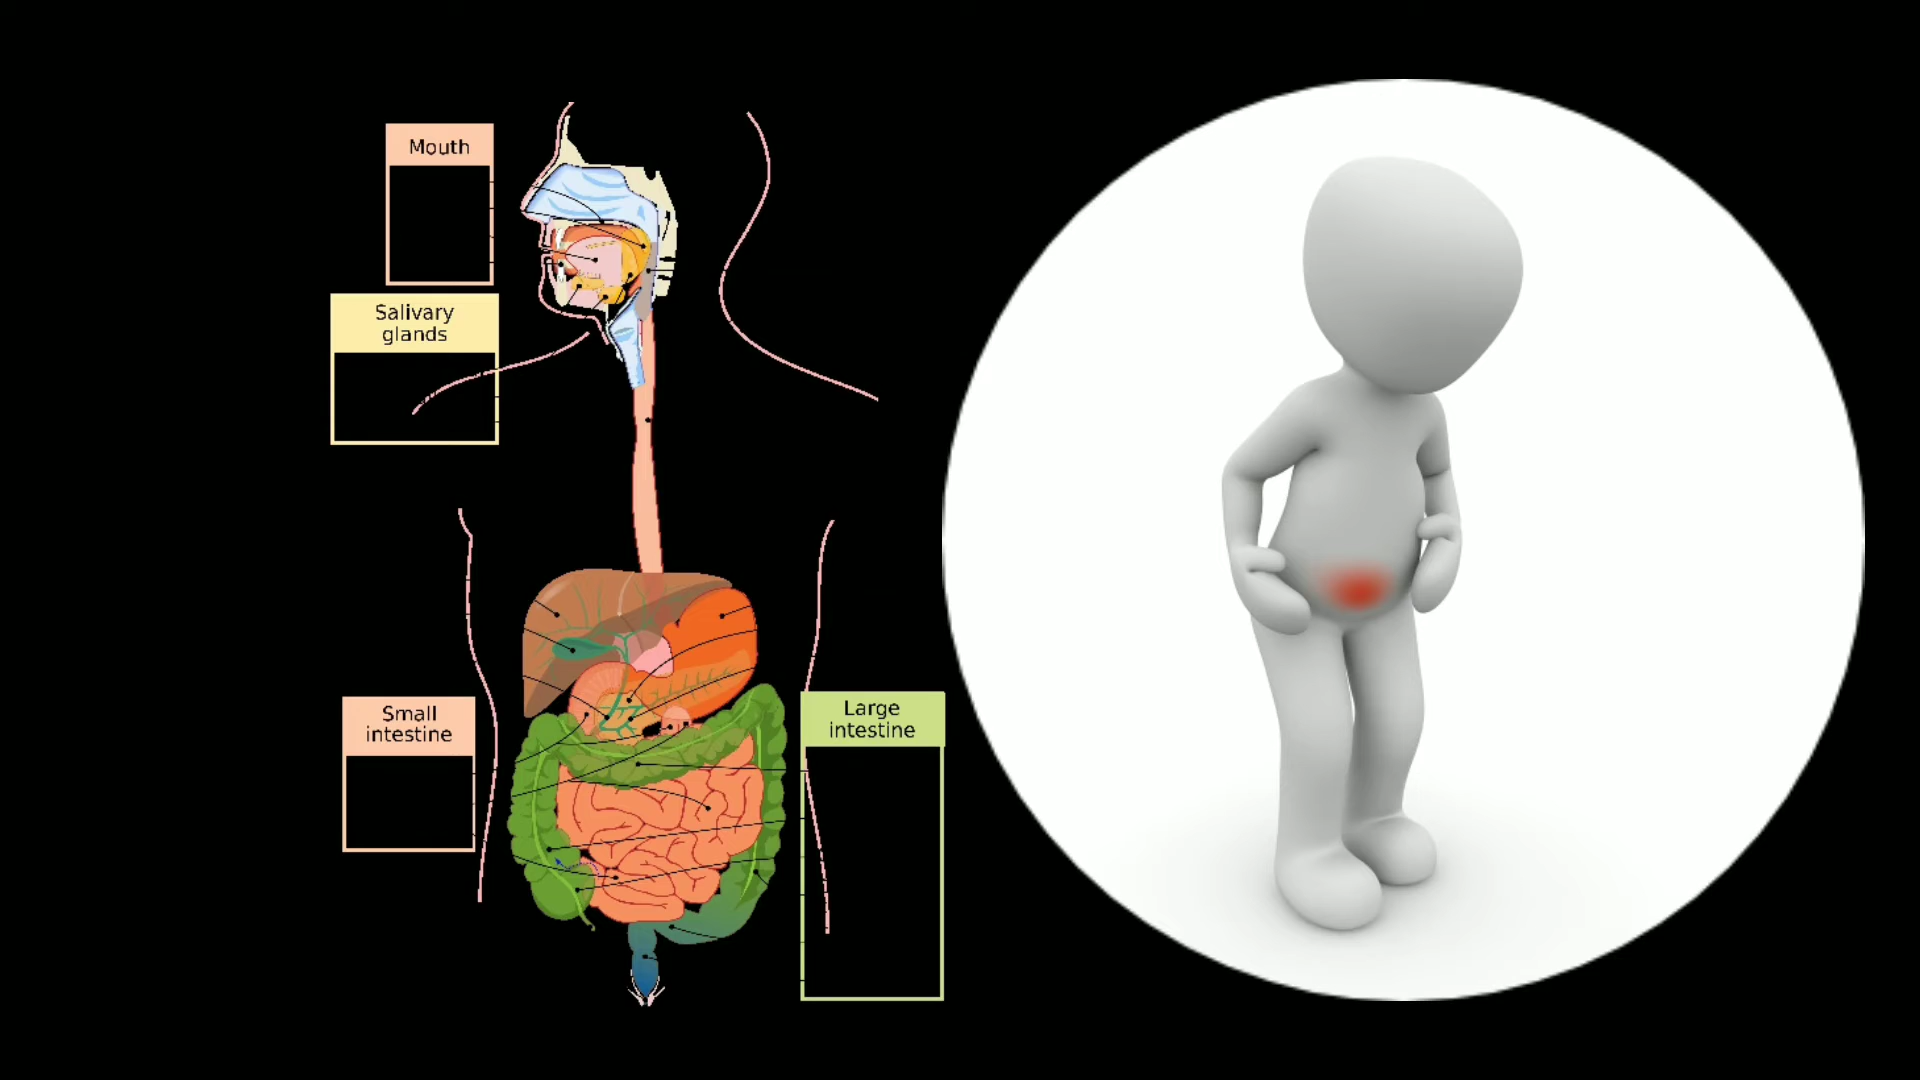 Mouth
Salivary
glands
Small
intestine
Large
intestine